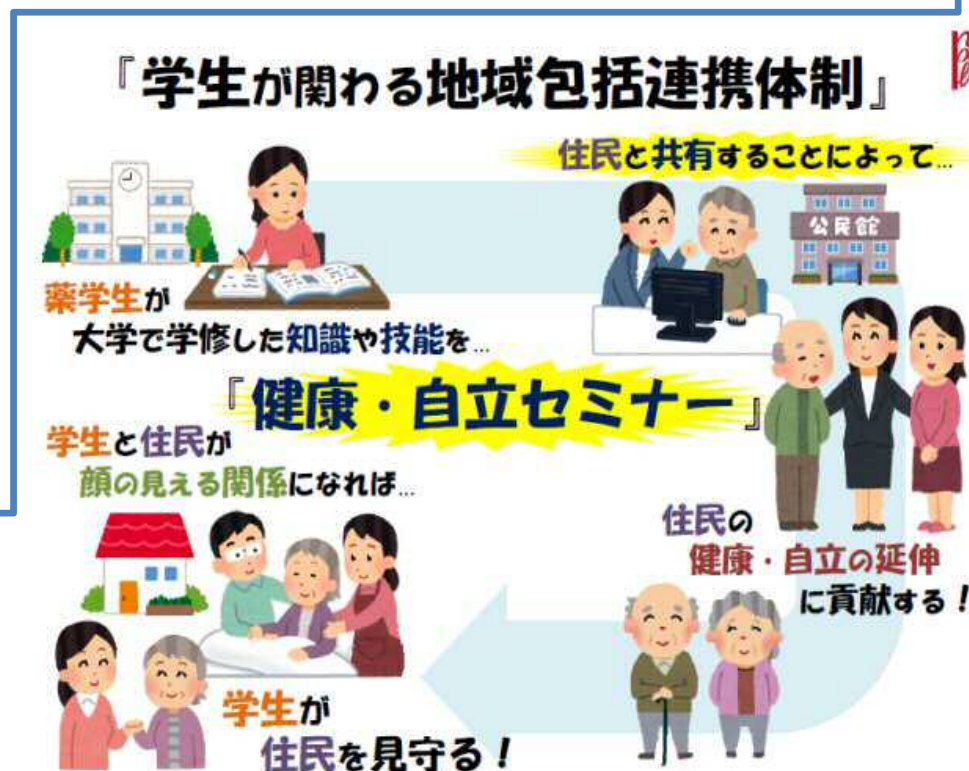 『学生が関わる地域包括連携体制』
住民と共有することによって…
公民館
薬学生が
大学で学修した知識や技能を…
『健康・自立セミナー』
学生と住民が
顔の見える関係になれば…
住民の
健康・自立の延伸
に貢献する！
学生が
住民を見守る！